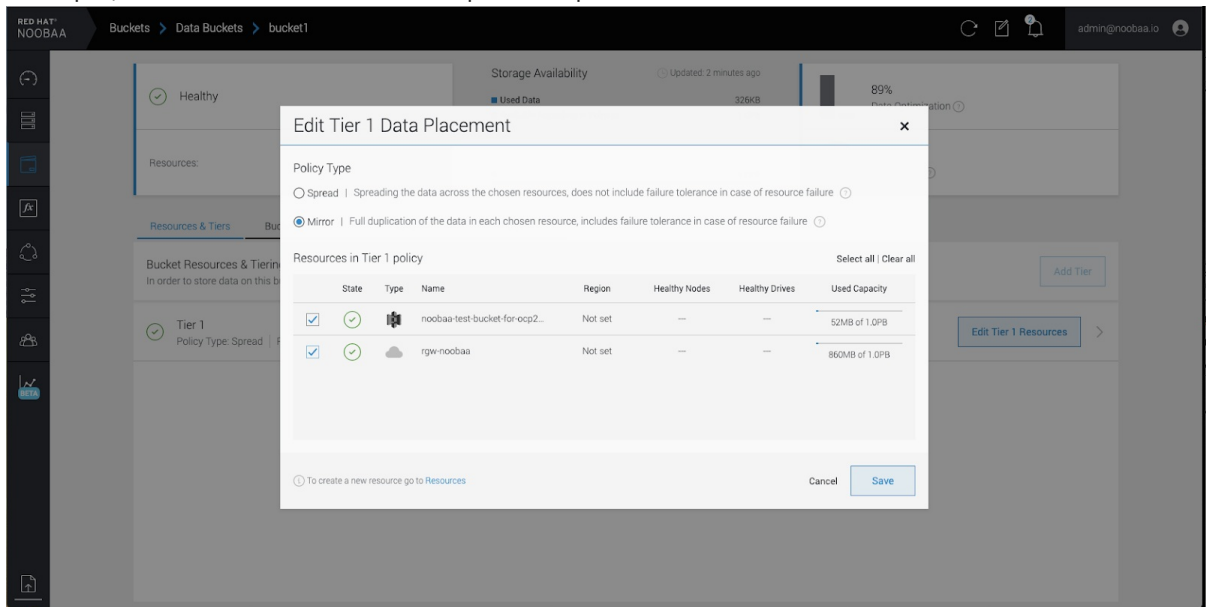 RED HAT®
NOOBAA
Buckets > Data Buckets > bucket1
2
admin@noobaa.io
Healthy
Storage Availability
Updated: 2 minutes ago
Used Data
326KB
89%
Data Optimization
Resources:
Edit Tier 1 Data Placement
Policy Type
Spread | Spreading the data across the chosen resources, does not include failure tolerance in case of resource failure
Mirror | Full duplication of the data in each chosen resource, includes failure tolerance in case of resource failure
Resources & Tiers
Buc
Resources in Tier 1 policy
Select all | Clear all
Bucket Resources & Tierin
In order to store data on this b
Add Tier
State Type Name Region Healthy Nodes Healthy Drives Used Capacity
noobaa-test-bucket-for-ocp2... Not set — — 52MB of 1.0PB
rgw-noobaa Not set — — 860MB of 1.0PB
Tier 1
Policy Type: Spread |
Edit Tier 1 Resources
BETA
To create a new resource go to Resources
Cancel
Save